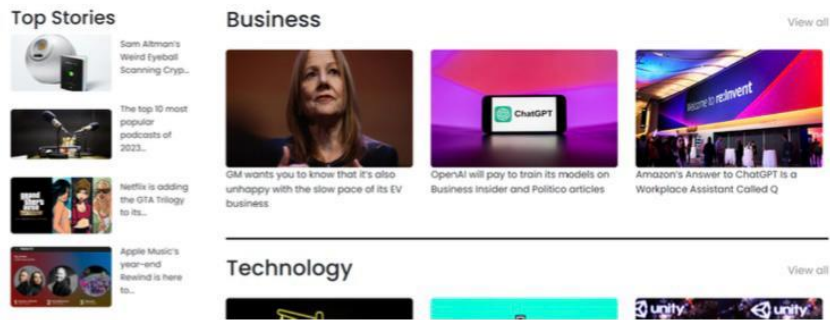 Top Stories
Sam Altman's
Weird Eyeball
Scanning Cryp...
The top 10 most
popular
podcasts of
2023...
grand
theft
auto
Netflix is adding
the GTA Trilogy
to its...
Apple Music's
year-end
Rewind is here
to...
Business
View all
ChatGPT
Welcome to re:Invent
GM wants you to know that it's also
unhappy with the slow pace of its EV
business
OpenAI will pay to train its models on
Business Insider and Politico articles
Amazon's Answer to ChatGPT Is a
Workplace Assistant Called Q
Technology
View all
unity
unity